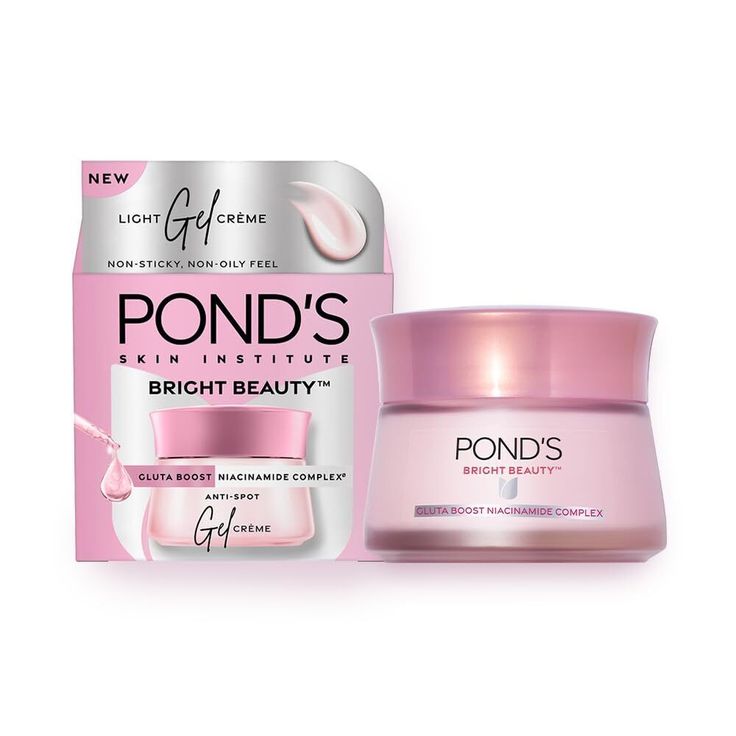 NEW
LIGHT Gel CRÈME
NON-STICKY, NON-OILY FEEL
POND'S
SKIN INSTITUTE
BRIGHT BEAUTY™
GLUTA BOOST NIACINAMIDE COMPLEX
ANTI-SPOT
Gel CRÈME
POND'S
BRIGHT BEAUTY™
GLUTA BOOST NIACINAMIDE COMPLEX